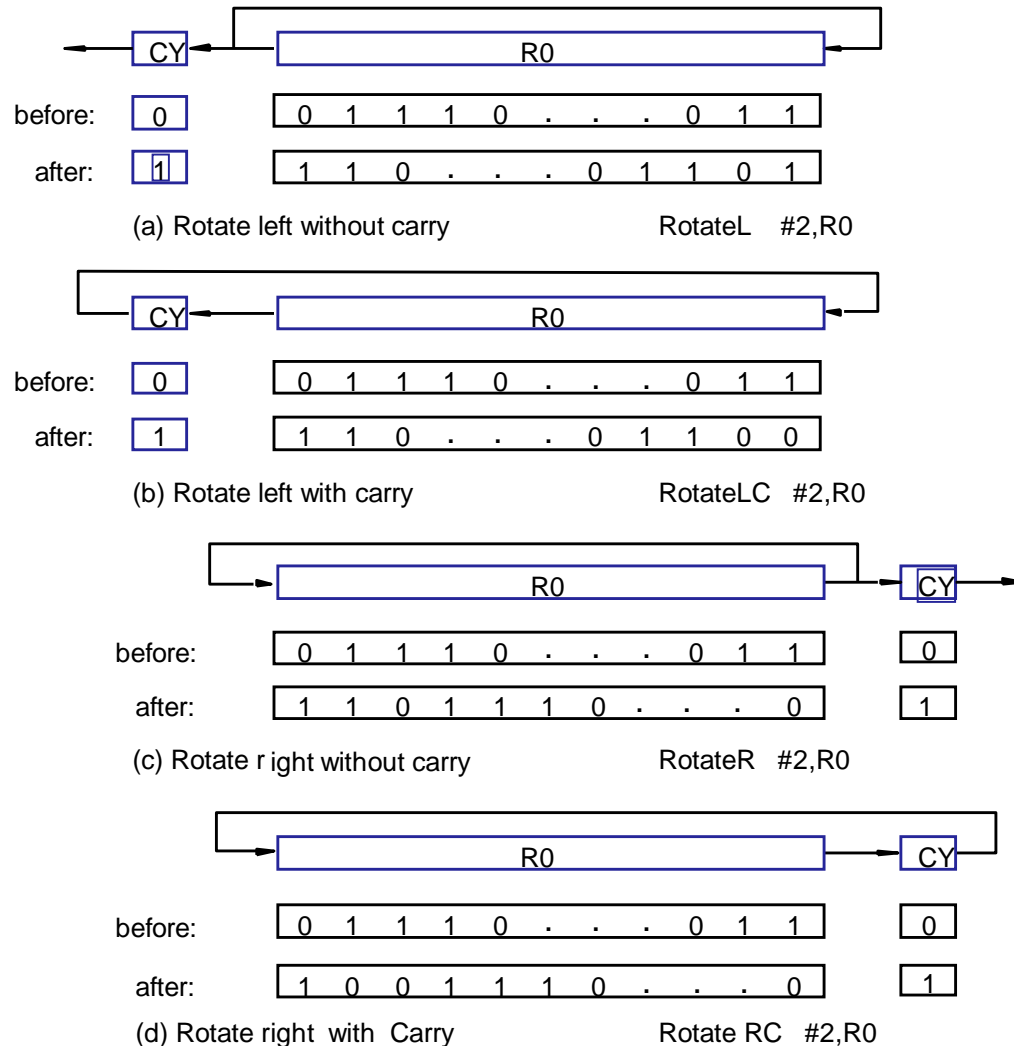 CY R0
before: 0 0 1 1 1 0 . . . 0 1 1
after: 1 1 1 0 . . . 0 1 1 0 1
(a) Rotate left without carry RotateL #2,R0
CY R0
before: 0 0 1 1 1 0 . . . 0 1 1
after: 1 1 1 0 . . . 0 1 1 0 0
(b) Rotate left with carry RotateLC #2,R0
R0 CY
before: 0 1 1 1 0 . . . 0 1 1 0
after: 1 1 0 1 1 1 0 . . . 0 1
(c) Rotate right without carry RotateR #2,R0
R0 CY
before: 0 1 1 1 0 . . . 0 1 1 0
after: 1 0 0 1 1 1 0 . . . 0 1
(d) Rotate right with Carry Rotate RC #2,R0